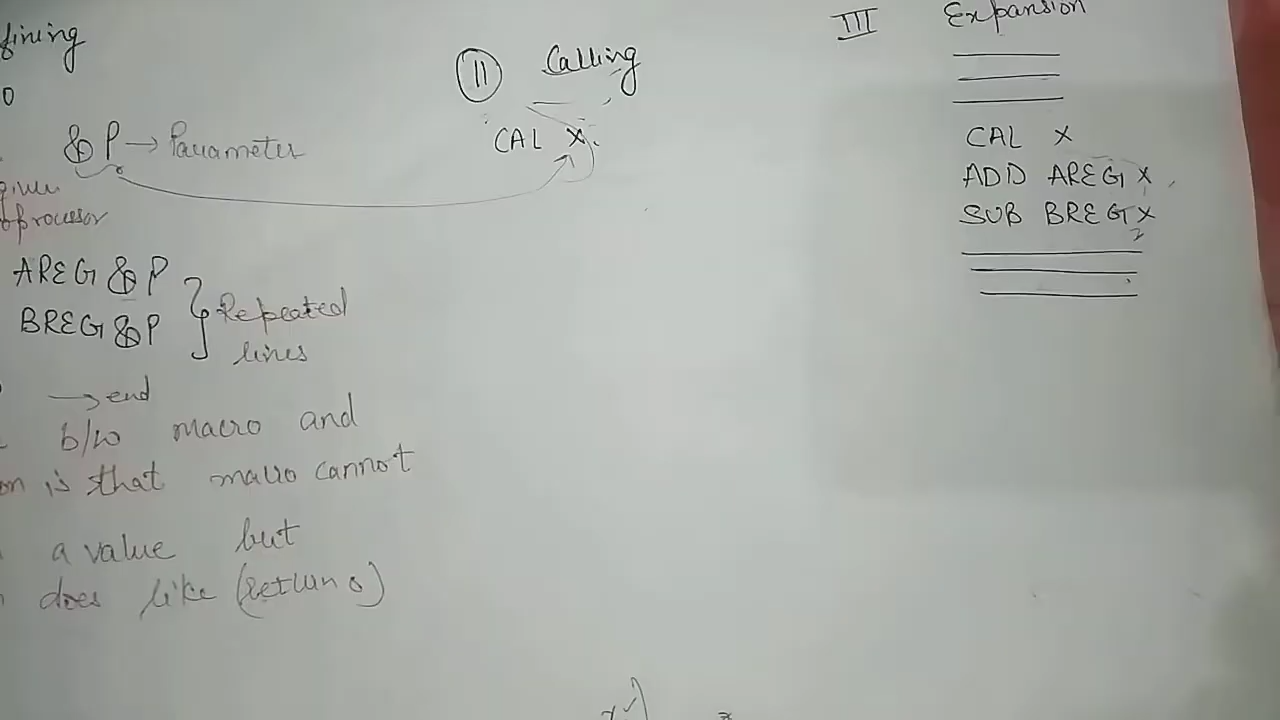 fining
O
&P → Parameter
given
processor
AREG &P
BREG &P
} Repeated
lines
→ end
b/w macro and
on is that macro cannot
a value but
does like (return 0)
II Calling
CAL X
III Expansion
CAL X
ADD AREG X
SUB BREG X